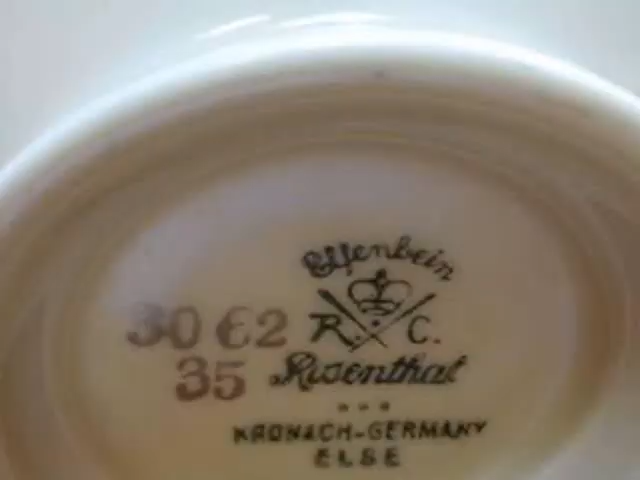 Elfenbein
R. C.
Rosenthal
KRONACH-GERMANY
ELSE
30 62
35